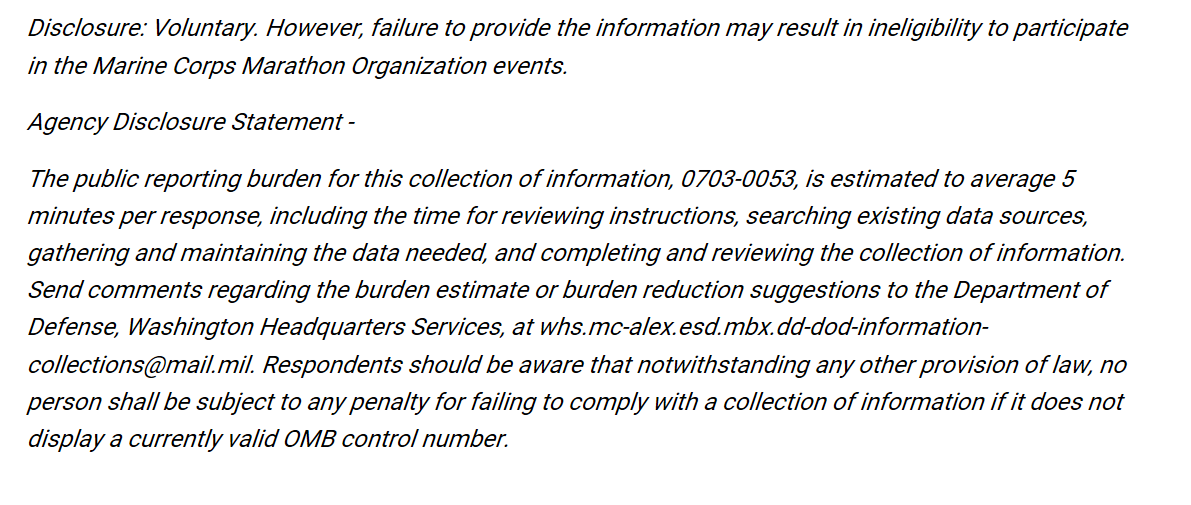 Disclosure: Voluntary. However, failure to provide the information may result in ineligibility to participate
in the Marine Corps Marathon Organization events.
Agency Disclosure Statement -
The public reporting burden for this collection of information, 0703-0053, is estimated to average 5
minutes per response, including the time for reviewing instructions, searching existing data sources,
gathering and maintaining the data needed, and completing and reviewing the collection of information.
Send comments regarding the burden estimate or burden reduction suggestions to the Department of
Defense, Washington Headquarters Services, at whs.mc-alex.esd.mbx.dd-dod-information-
collections@mail.mil. Respondents should be aware that notwithstanding any other provision of law, no
person shall be subject to any penalty for failing to comply with a collection of information if it does not
display a currently valid OMB control number.